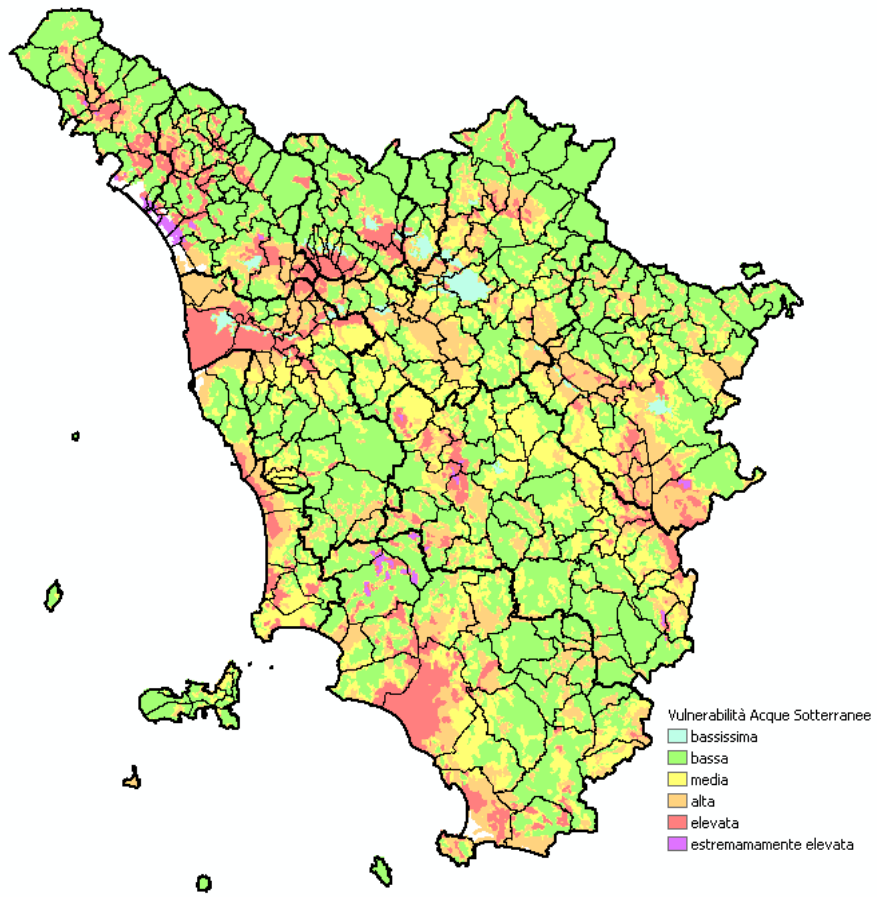 Vulnerabilità Acque Sotterranee
bassissima
bassa
media
alta
elevata
estremamamente elevata